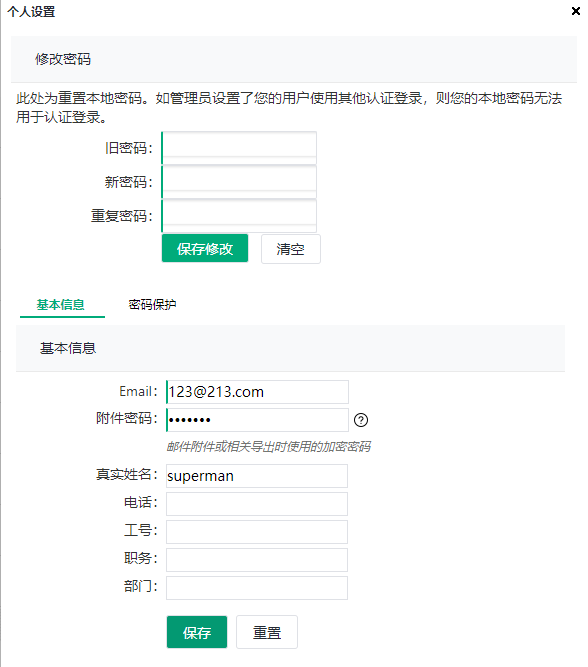 个人设置
修改密码
此处为重置本地密码。如管理员设置了您的用户使用其他认证登录，则您的本地密码无法
用于认证登录。
旧密码：
新密码：
重复密码：
保存修改 清空
基本信息 密码保护
基本信息
Email： 123@213.com
附件密码： •••••••
邮件附件或相关导出时使用的加密密码
真实姓名： superman
电话：
工号：
职务：
部门：
保存 重置